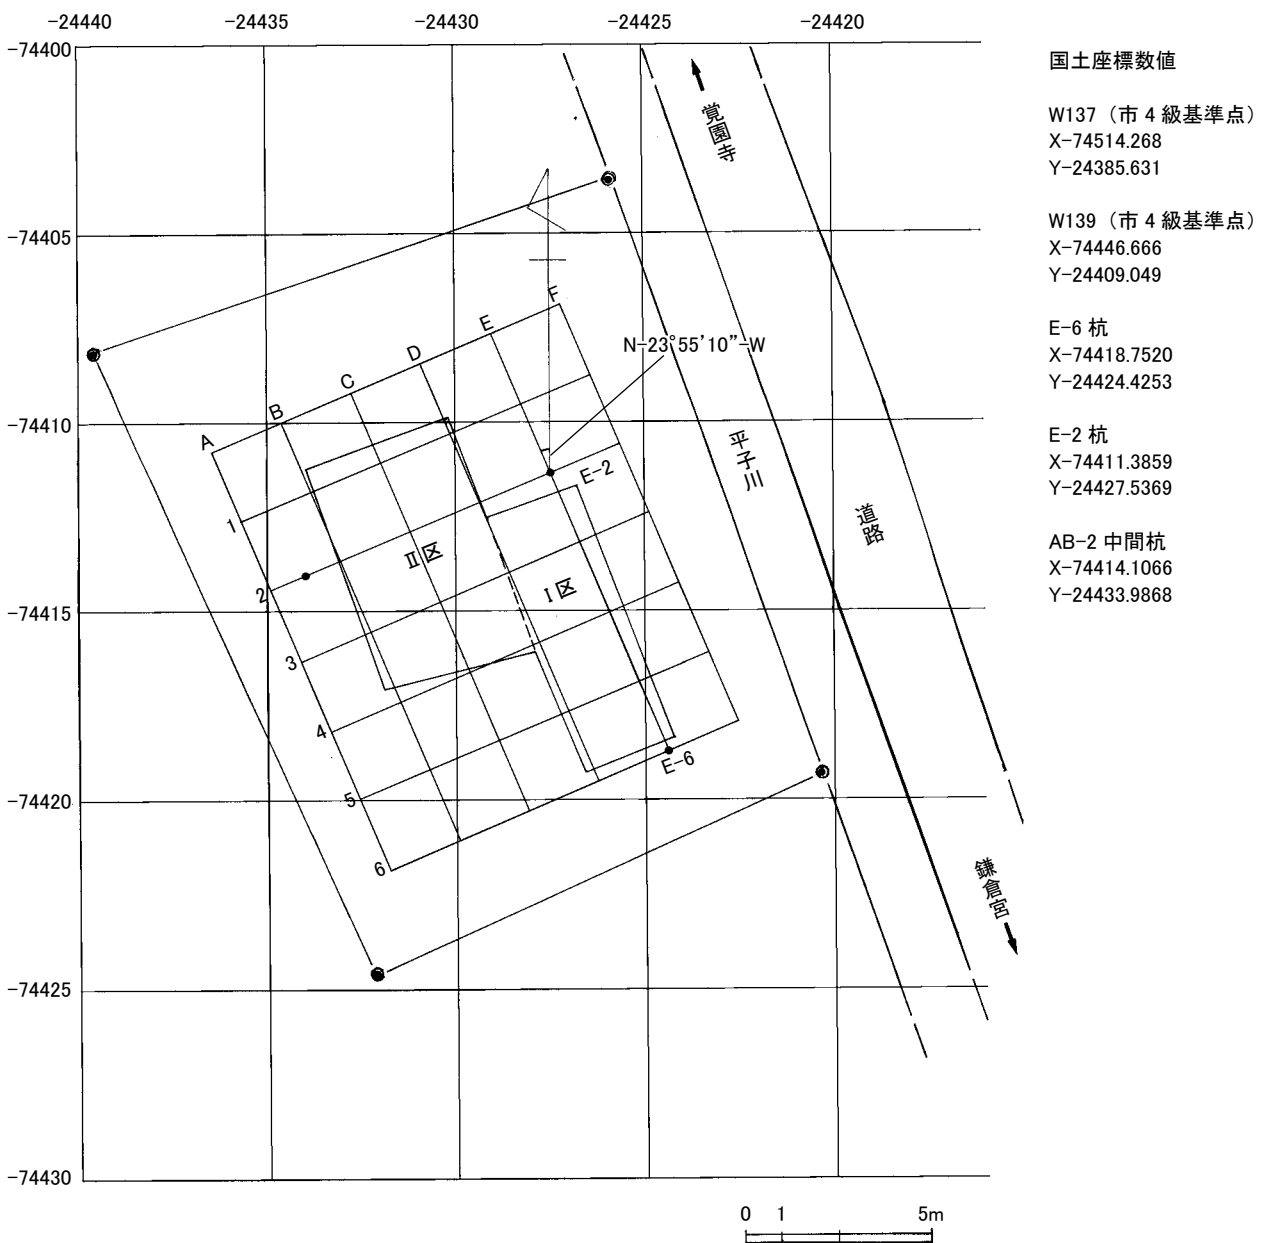 -24440
-24435
-24430
-24425
-24420
-74400
-74405
-74410
-74415
-74420
-74425
-74430
覚園寺
A
B
C
D
E
F
N-23°55'10"-W
1
2
3
4
5
6
E-2
E-6
Ⅱ区
Ⅰ区
平子川
道路
鎌倉宮
0 1 5m
国土座標数値
W137（市４級基準点）
X-74514.268
Y-24385.631
W139（市４級基準点）
X-74446.666
Y-24409.049
E-6 杭
X-74418.7520
Y-24424.4253
E-2 杭
X-74411.3859
Y-24427.5369
AB-2 中間杭
X-74414.1066
Y-24433.9868